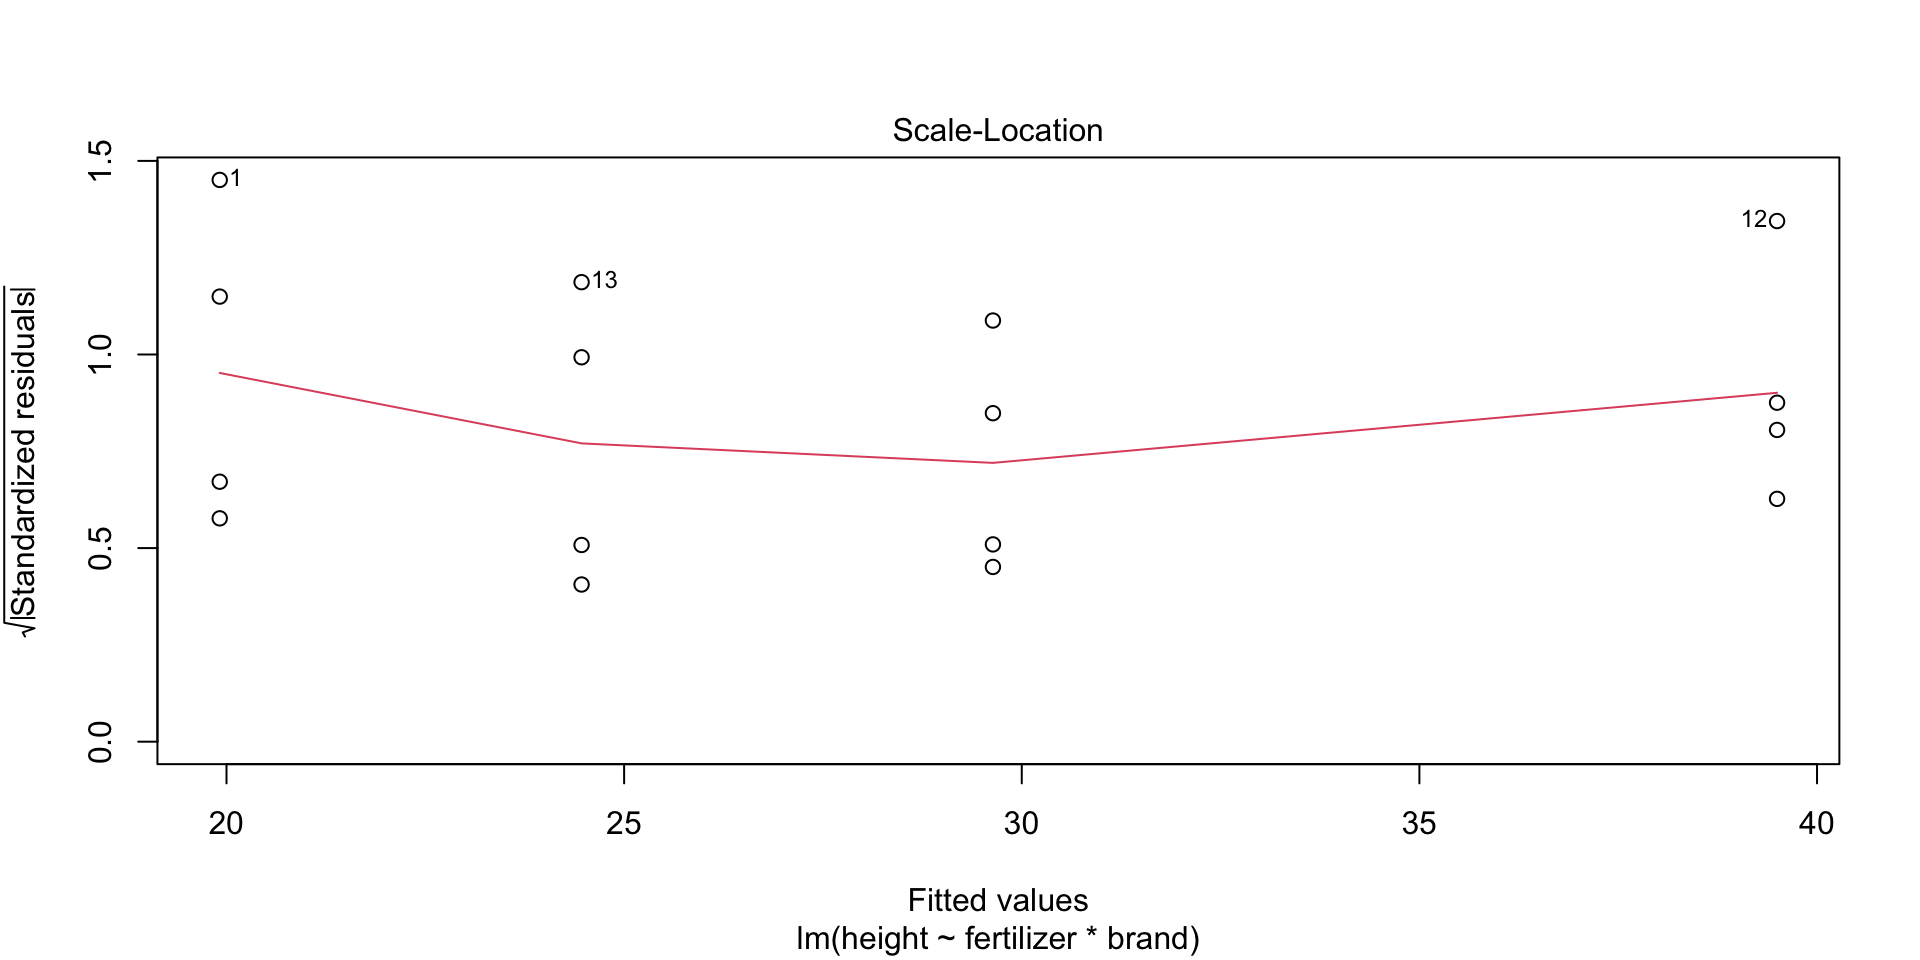 Scale-Location
√|Standardized residuals|
1.5
1.0
0.5
0.0
1
13
12
20 25 30 35 40
Fitted values
lm(height ~ fertilizer * brand)